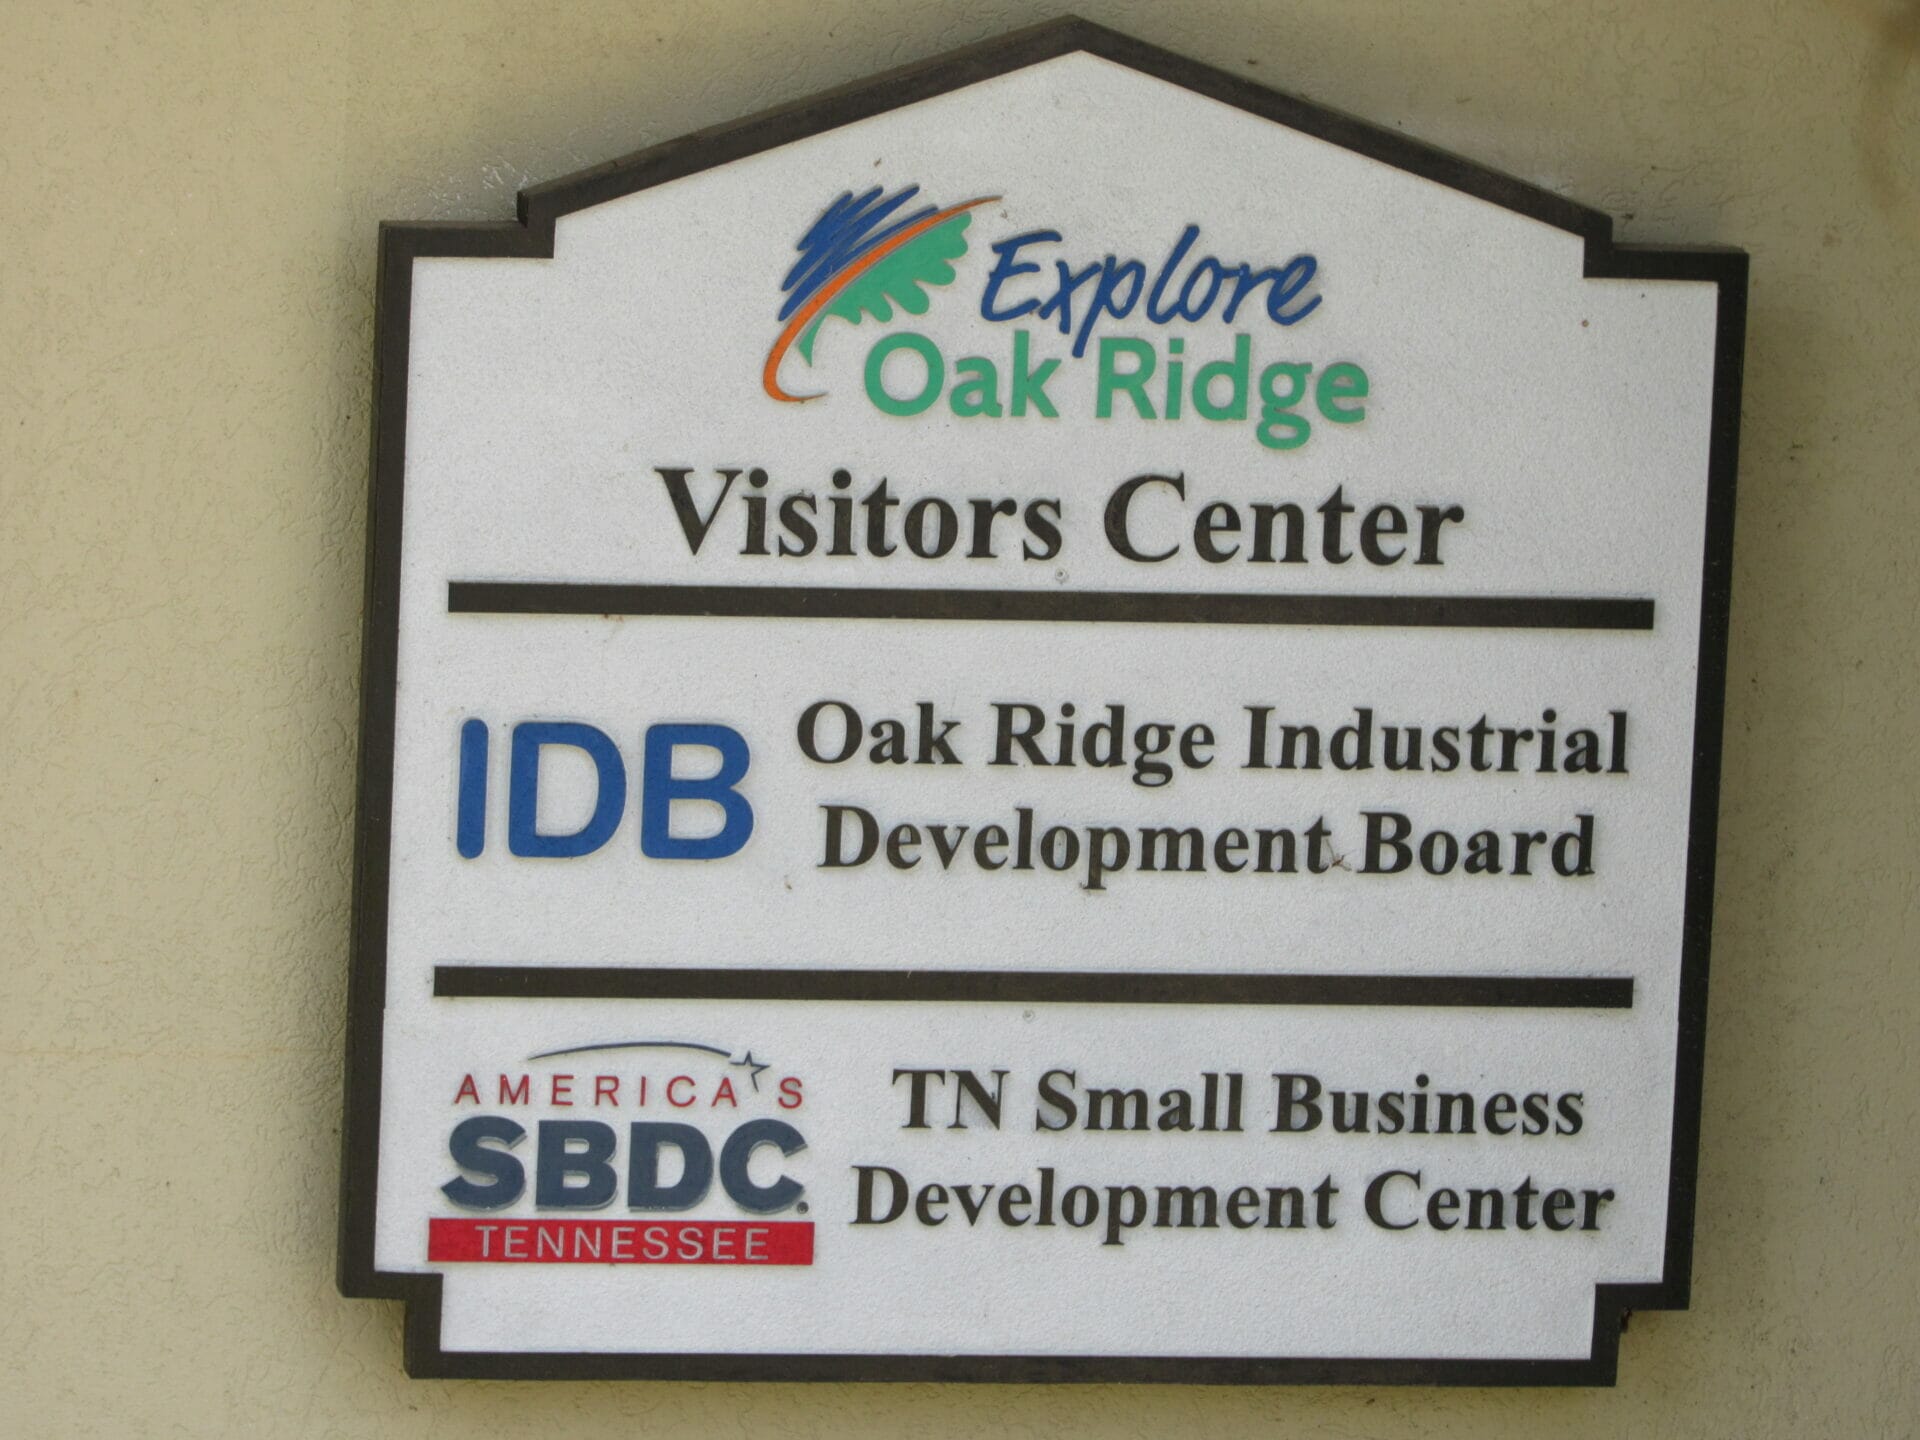 Explore
Oak Ridge
Visitors Center
IDB
Oak Ridge Industrial
Development Board
AMERICA'S
SBDC
TENNESSEE
TN Small Business
Development Center